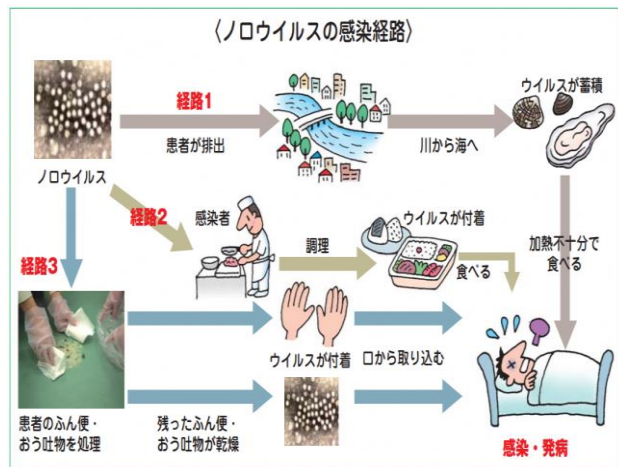 〈ノロウイルスの感染経路〉
経路1
患者が排出
川から海へ
ウイルスが蓄積
ノロウイルス
経路2
感染者
調理
ウイルスが付着
食べる
加熱不十分で
食べる
経路3
ウイルスが付着
口から取り込む
患者のふん便・
おう吐物を処理
残ったふん便・
おう吐物が乾燥
感染・発病